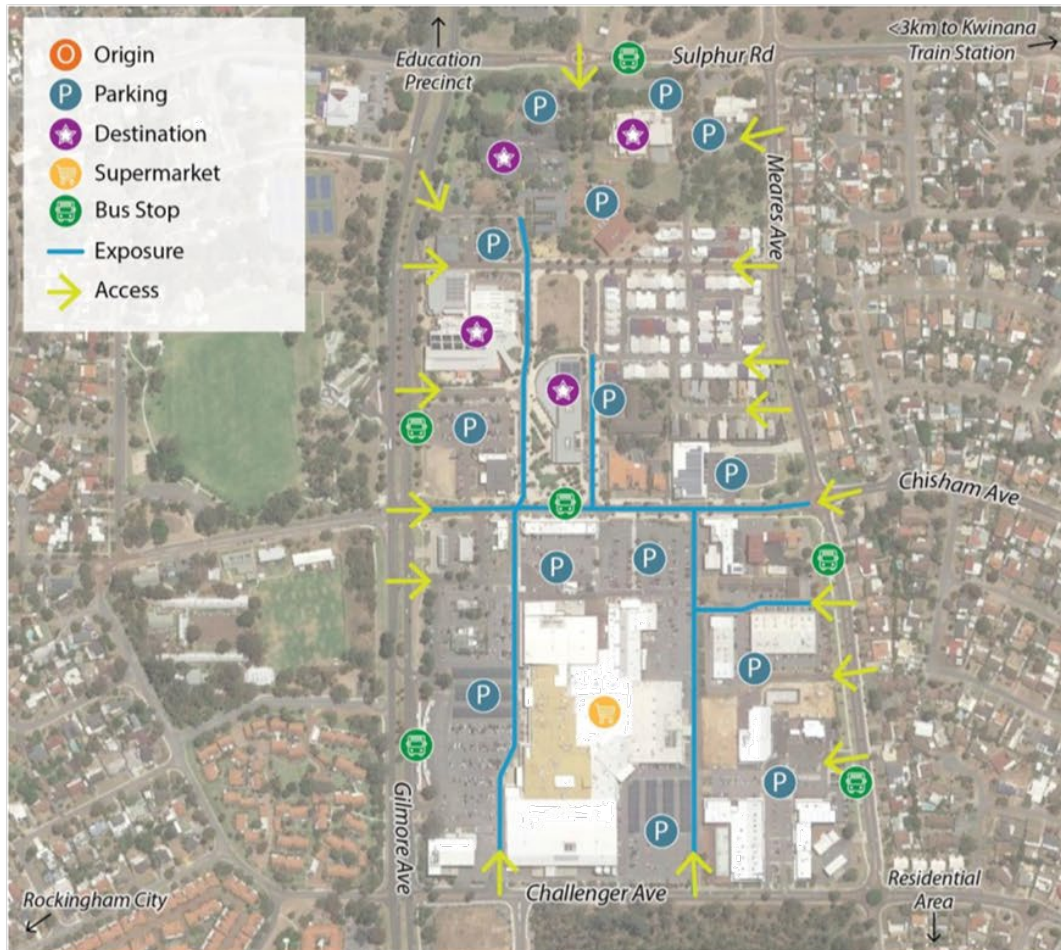 Origin
Parking
Destination
Supermarket
Bus Stop
Exposure
Access
O
P
Education
Precinct
Sulphur Rd
<3km to Kwinana
Train Station
P
P
P
Meares Ave
P
P
P
P
P
Chisham Ave
P
P
P
P
P
P
Gilmore Ave
Challenger Ave
Rockingham City
Residential
Area